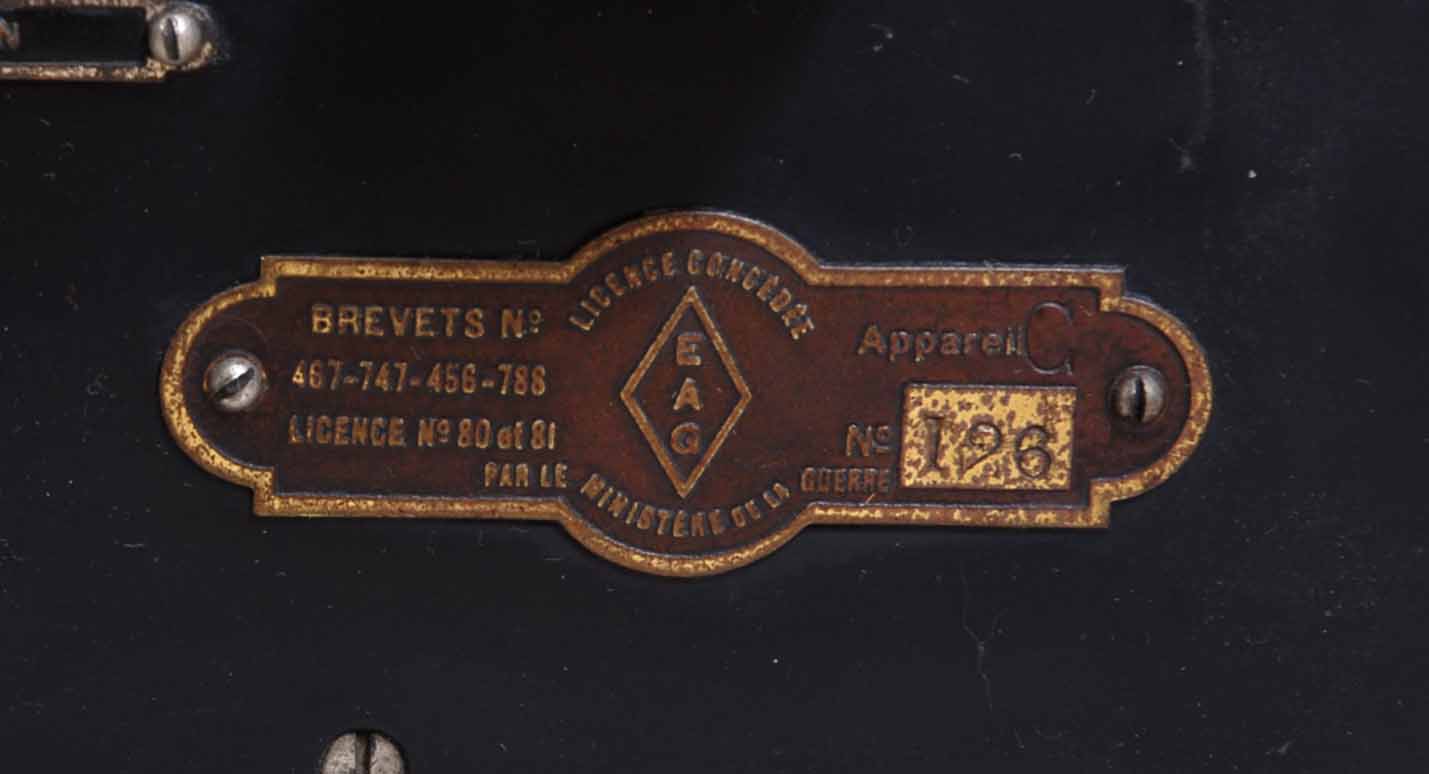 N
BREVETS Nº
467-747-456-788
LICENCE Nº 80 et 81
LICENCE CONCÉDÉE
E
A
G
PAR LE MINISTÈRE DE LA GUERRE
Appareil C
Nº 126